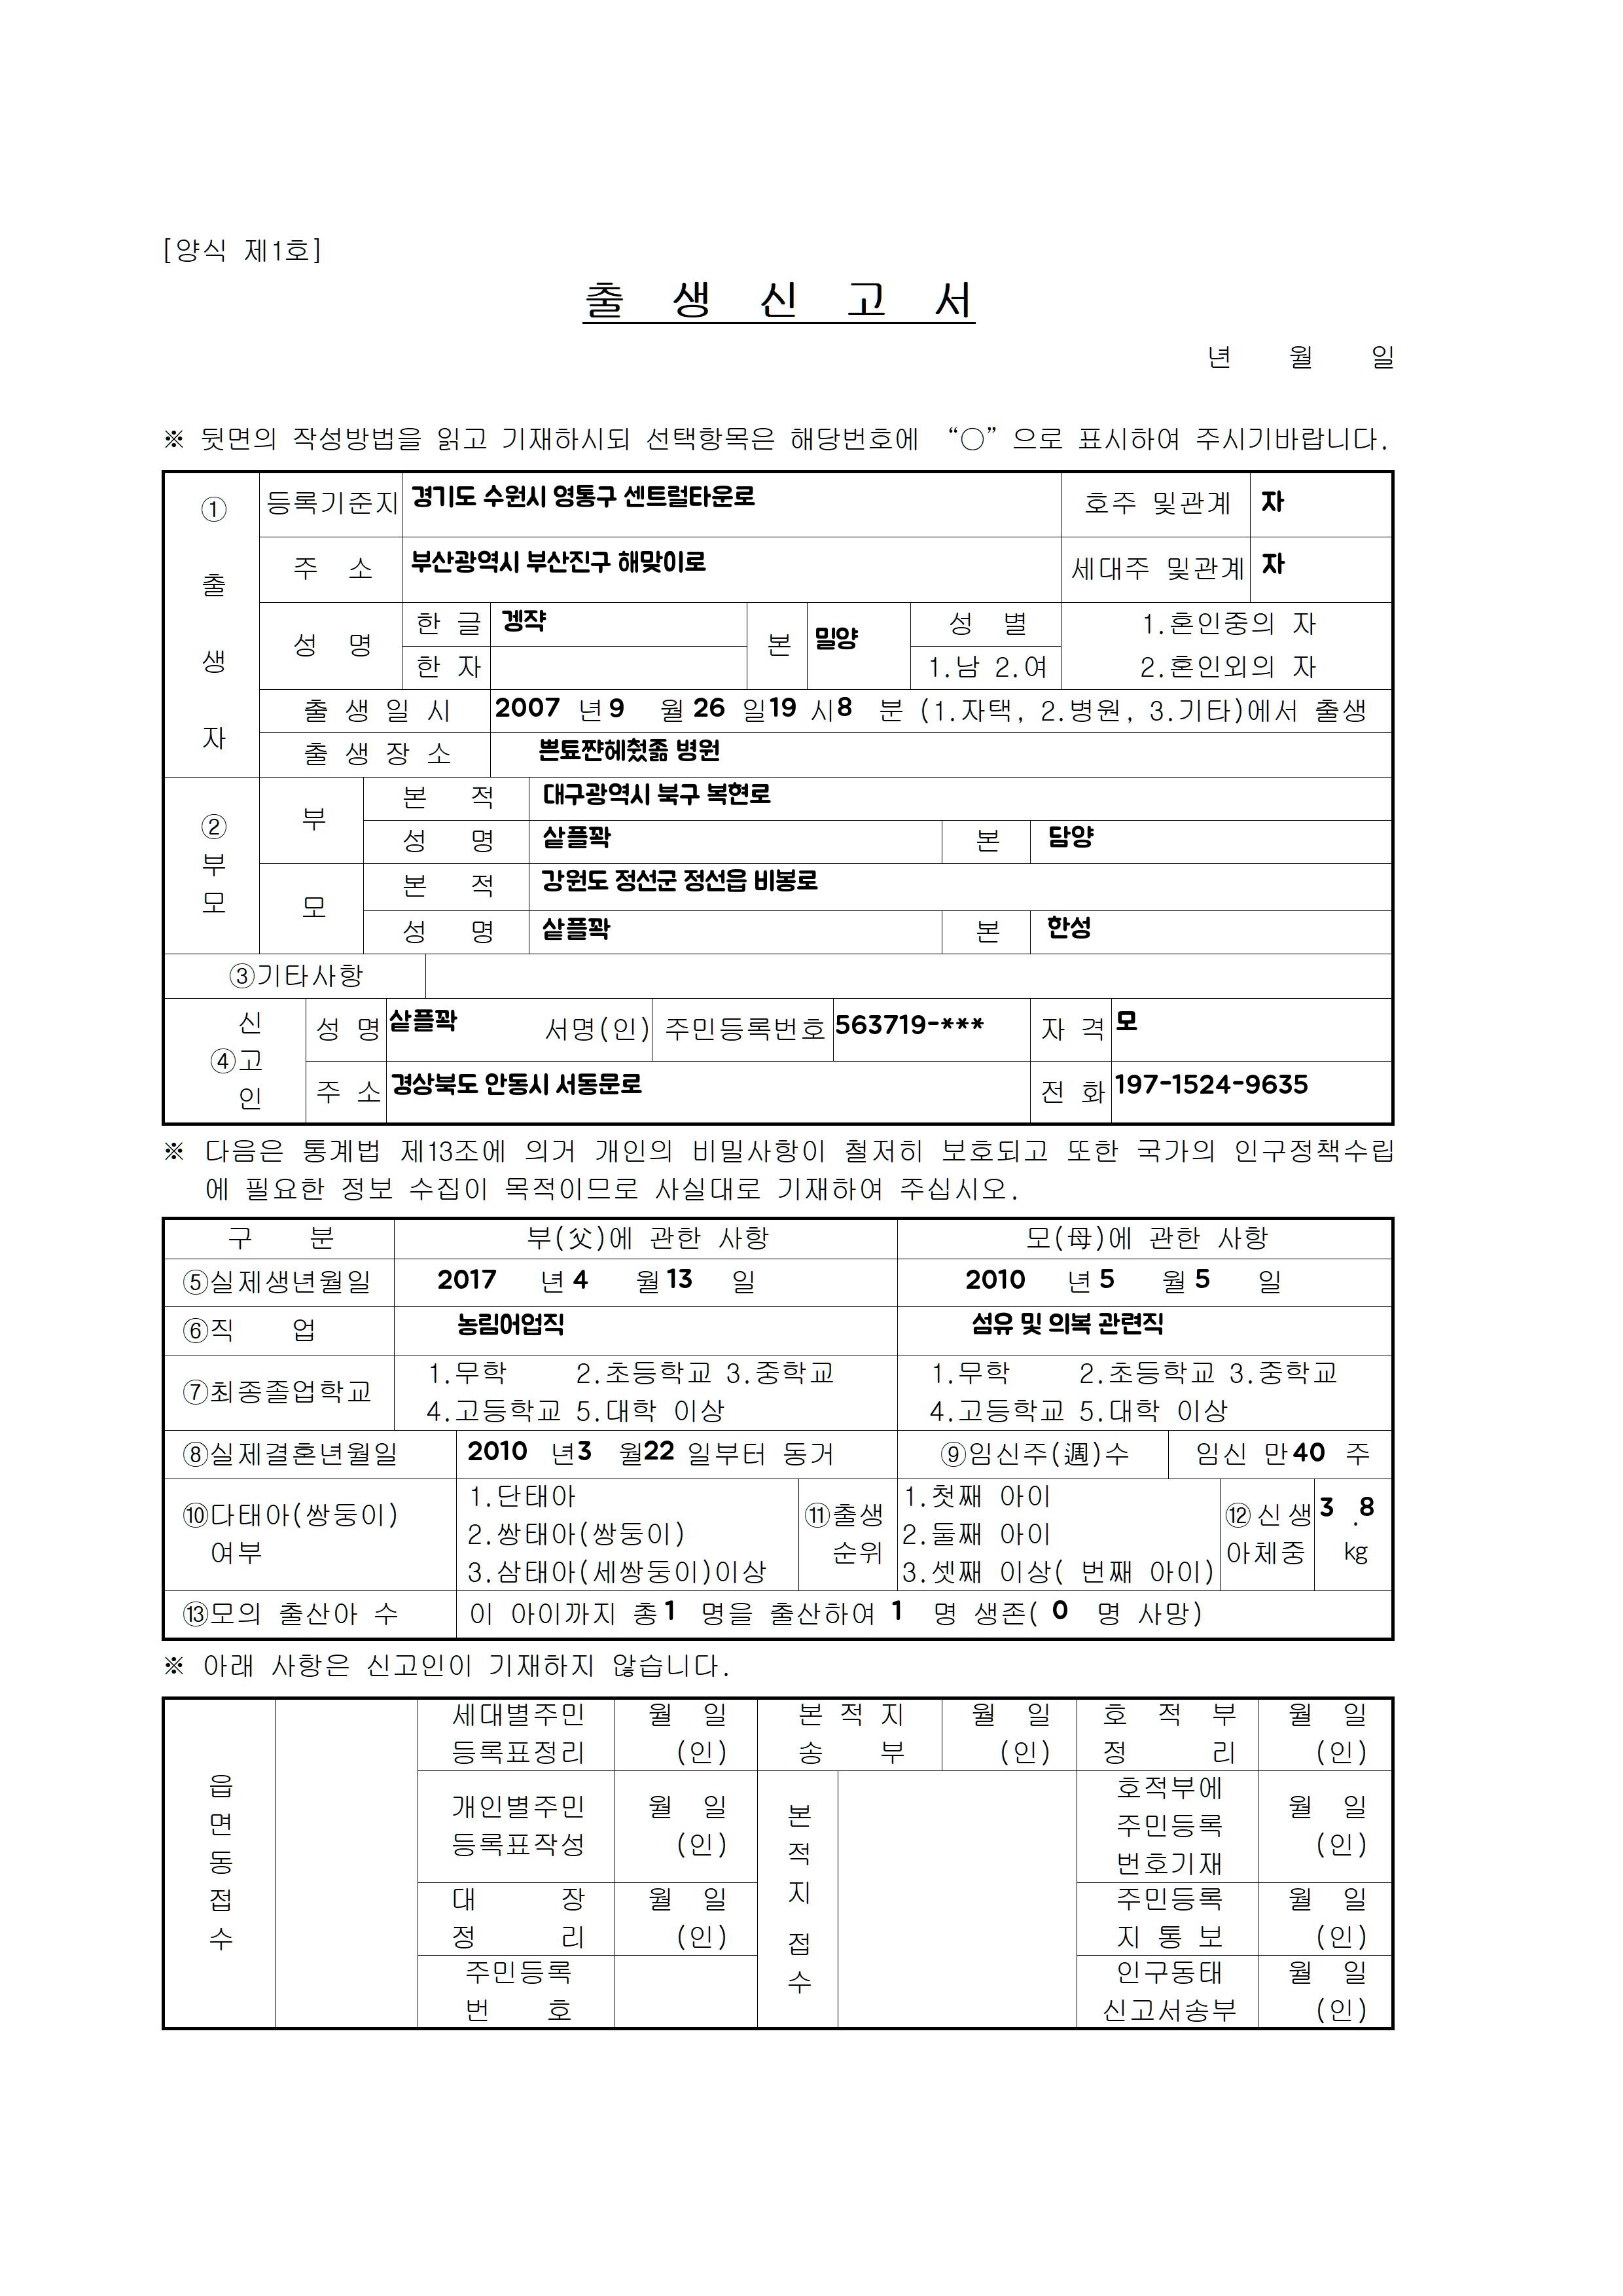 [양식 제1호]
출 생 신 고 서
년 월 일
※ 뒷면의 작성방법을 읽고 기재하시되 선택항목은 해당번호에 “○”으로 표시하여 주시기바랍니다.
① 출 생 자
등록기준지 경기도 수원시 영통구 센트럴타운로 호주 및관계 자
주 소 부산광역시 부산진구 해맞이로 세대주 및관계 자
성 명 한 글 겡쟉 본 밀양 성 별 1.혼인중의 자
한 자 1.남 2.여 2.혼인외의 자
출 생 일 시 2007 년 9 월 26 일 19 시 8 분 (1.자택, 2.병원, 3.기타)에서 출생
출 생 장 소 병원
② 부 모
부 본 적 대구광역시 북구 복현로
성 명 샅플꽉 본 담양
모 본 적 강원도 정선군 정선읍 비봉로
성 명 샅플꽉 본 한성
③기타사항
④ 신 고 인
성 명 샅플꽉 서명(인) 주민등록번호 563719-*** 자 격 모
주 소 경상북도 안동시 서동문로 전 화 197-1524-9635
※ 다음은 통계법 제13조에 의거 개인의 비밀사항이 철저히 보호되고 또한 국가의 인구정책수립
에 필요한 정보 수집이 목적이므로 사실대로 기재하여 주십시오.
구 분 부(父)에 관한 사항 모(母)에 관한 사항
⑤실제생년월일 2017 년 4 월 13 일 2010 년 5 월 5 일
⑥직 업 농림어업직 섬유 및 의복 관련직
⑦최종졸업학교
1.무학 2.초등학교 3.중학교 1.무학 2.초등학교 3.중학교
4.고등학교 5.대학 이상 4.고등학교 5.대학 이상
⑧실제결혼년월일 2010 년 3 월 22 일부터 동거 ⑨임신주(週)수 임신 만 40 주
⑩다태아(쌍둥이) 여부
1.단태아
2.쌍태아(쌍둥이)
3.삼태아(세쌍둥이)이상
⑪출생 순위
1.첫째 아이
2.둘째 아이
3.셋째 이상( 번째 아이)
⑫신생아체중 3 .8 kg
⑬모의 출산아 수 이 아이까지 총 1 명을 출산하여 1 명 생존( 0 명 사망)
※ 아래 사항은 신고인이 기재하지 않습니다.
읍 면 동 접 수
세대별주민 월 일 본 적 지 월 일 호 적 부 월 일
등록표정리 (인) 송 부 (인) 정 리 (인)
개인별주민 월 일
등록표작성 (인)
본 적 지 접 수
호적부에
주민등록 월 일
번호기재 (인)
대 장 월 일 주민등록 월 일
정 리 (인) 지 통 보 (인)
주민등록 인구동태 월 일
번 호 신고서송부 (인)